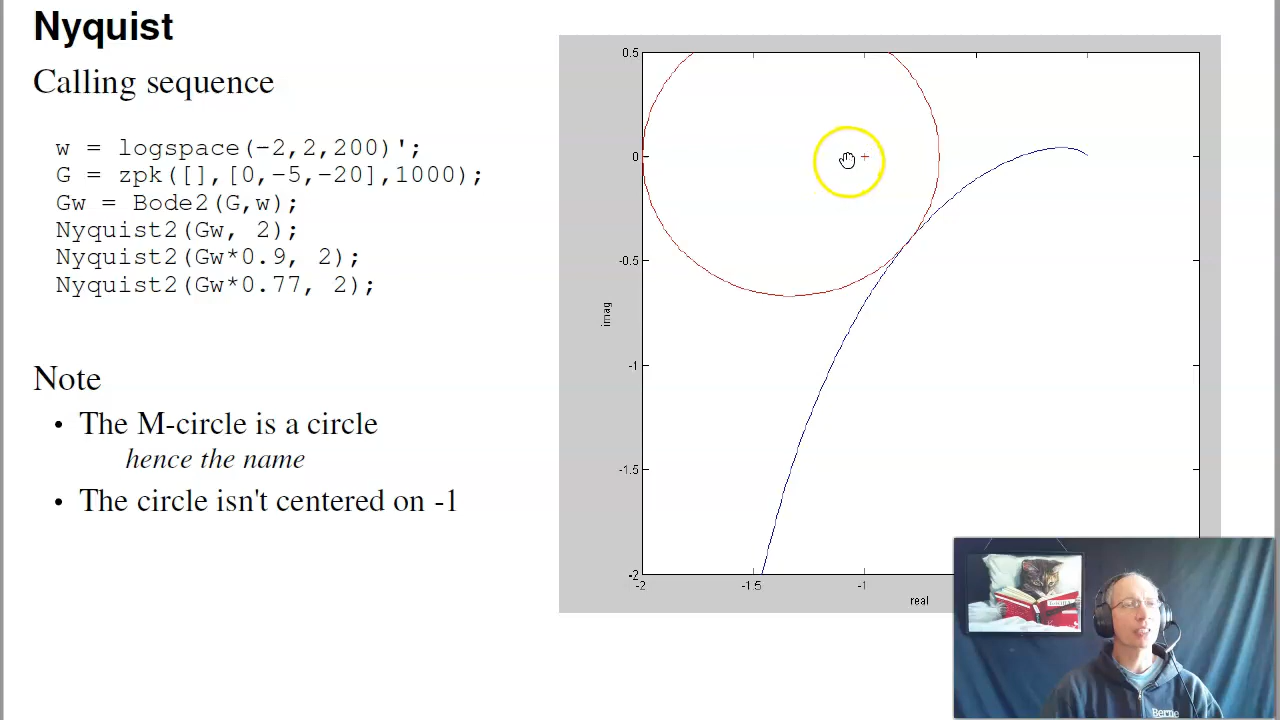 Nyquist
Calling sequence
w = logspace(-2,2,200)';
G = zpk([],[0,-5,-20],1000);
Gw = Bode2(G,w);
Nyquist2(Gw, 2);
Nyquist2(Gw*0.9, 2);
Nyquist2(Gw*0.77, 2);
Note
• The M-circle is a circle
hence the name
• The circle isn't centered on -1
0.5
0
-0.5
-1
-1.5
-2
imag
-2
-1.5
-1
real
Berne